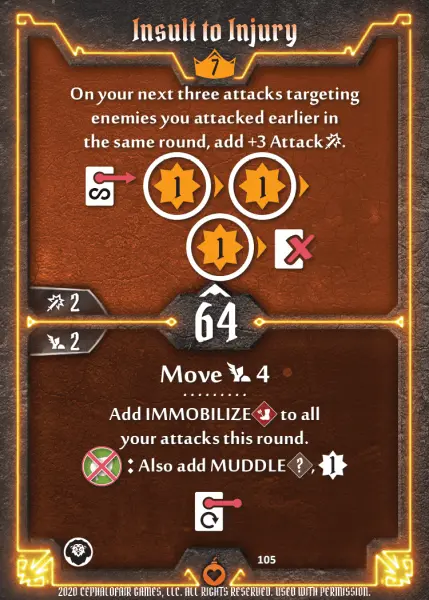 Insult to Injury
7
On your next three attacks targeting
enemies you attacked earlier in
the same round, add +3 Attack.
S
1
1
1
2
64
2
Move 4
Add IMMOBILIZE to all
your attacks this round.
: Also add MUDDLE ?, 1
105
2020 CEPHALOFAIR GAMES, LLC. ALL RIGHTS RESERVED. USED WITH PERMISSION.